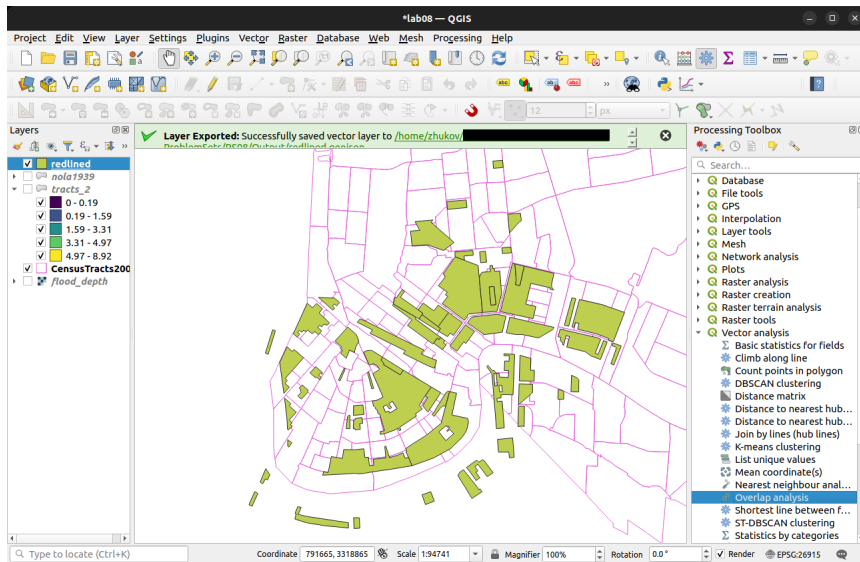 *lab08 — QGIS
Project Edit View Layer Settings Plugins Vector Raster Database Web Mesh Processing Help
abc
abc
abc
»
?
12
px
Layers
»
redlined
nola1939
tracts_2
0 - 0.19
0.19 - 1.59
1.59 - 3.31
3.31 - 4.97
4.97 - 8.92
CensusTracts200
flood_depth
Layer Exported: Successfully saved vector layer to /home/zhukov/
ProblemSets/PS08/Output/redlined.geojson
Processing Toolbox
Search...
Database
File tools
GPS
Interpolation
Layer tools
Mesh
Network analysis
Plots
Raster analysis
Raster creation
Raster terrain analysis
Raster tools
Vector analysis
Basic statistics for fields
Climb along line
Count points in polygon
DBSCAN clustering
Distance matrix
Distance to nearest hub...
Distance to nearest hub...
Join by lines (hub lines)
K-means clustering
List unique values
Mean coordinate(s)
Nearest neighbour anal...
Overlap analysis
Shortest line between f...
ST-DBSCAN clustering
Statistics by categories
Type to locate (Ctrl+K)
Coordinate 791665, 3318865 Scale 1:94741 Magnifier 100% Rotation 0.0° Render EPSG:26915